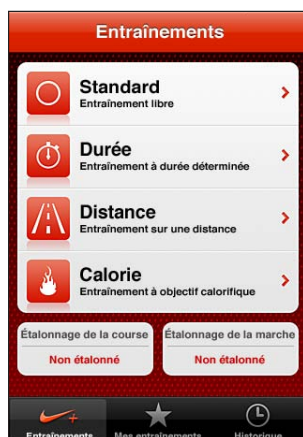 Entraînements
Standard
Entraînement libre
Durée
Entraînement à durée déterminée
Distance
Entraînement sur une distance
Calorie
Entraînement à objectif calorifique
Étalonnage de la course
Non étalonné
Étalonnage de la marche
Non étalonné
Entraînements
Mes entraînements
Historique